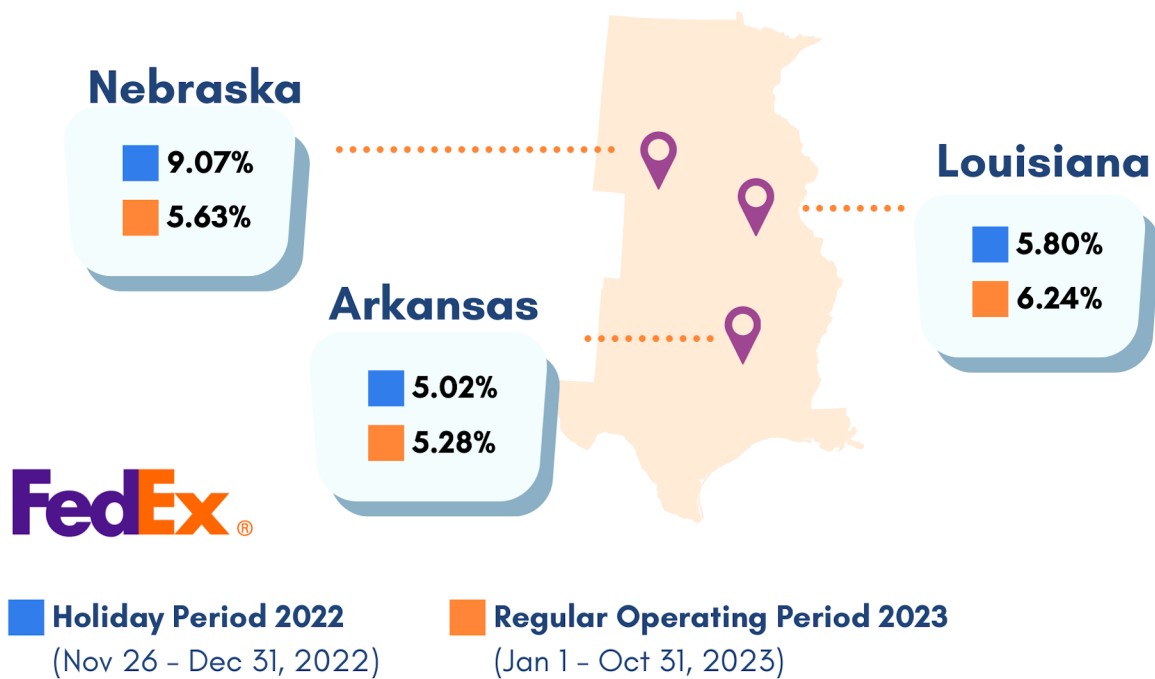 Nebraska
9.07%
5.63%
Louisiana
5.80%
6.24%
Arkansas
5.02%
5.28%
FedEx®
Holiday Period 2022
(Nov 26 - Dec 31, 2022)
Regular Operating Period 2023
(Jan 1 - Oct 31, 2023)